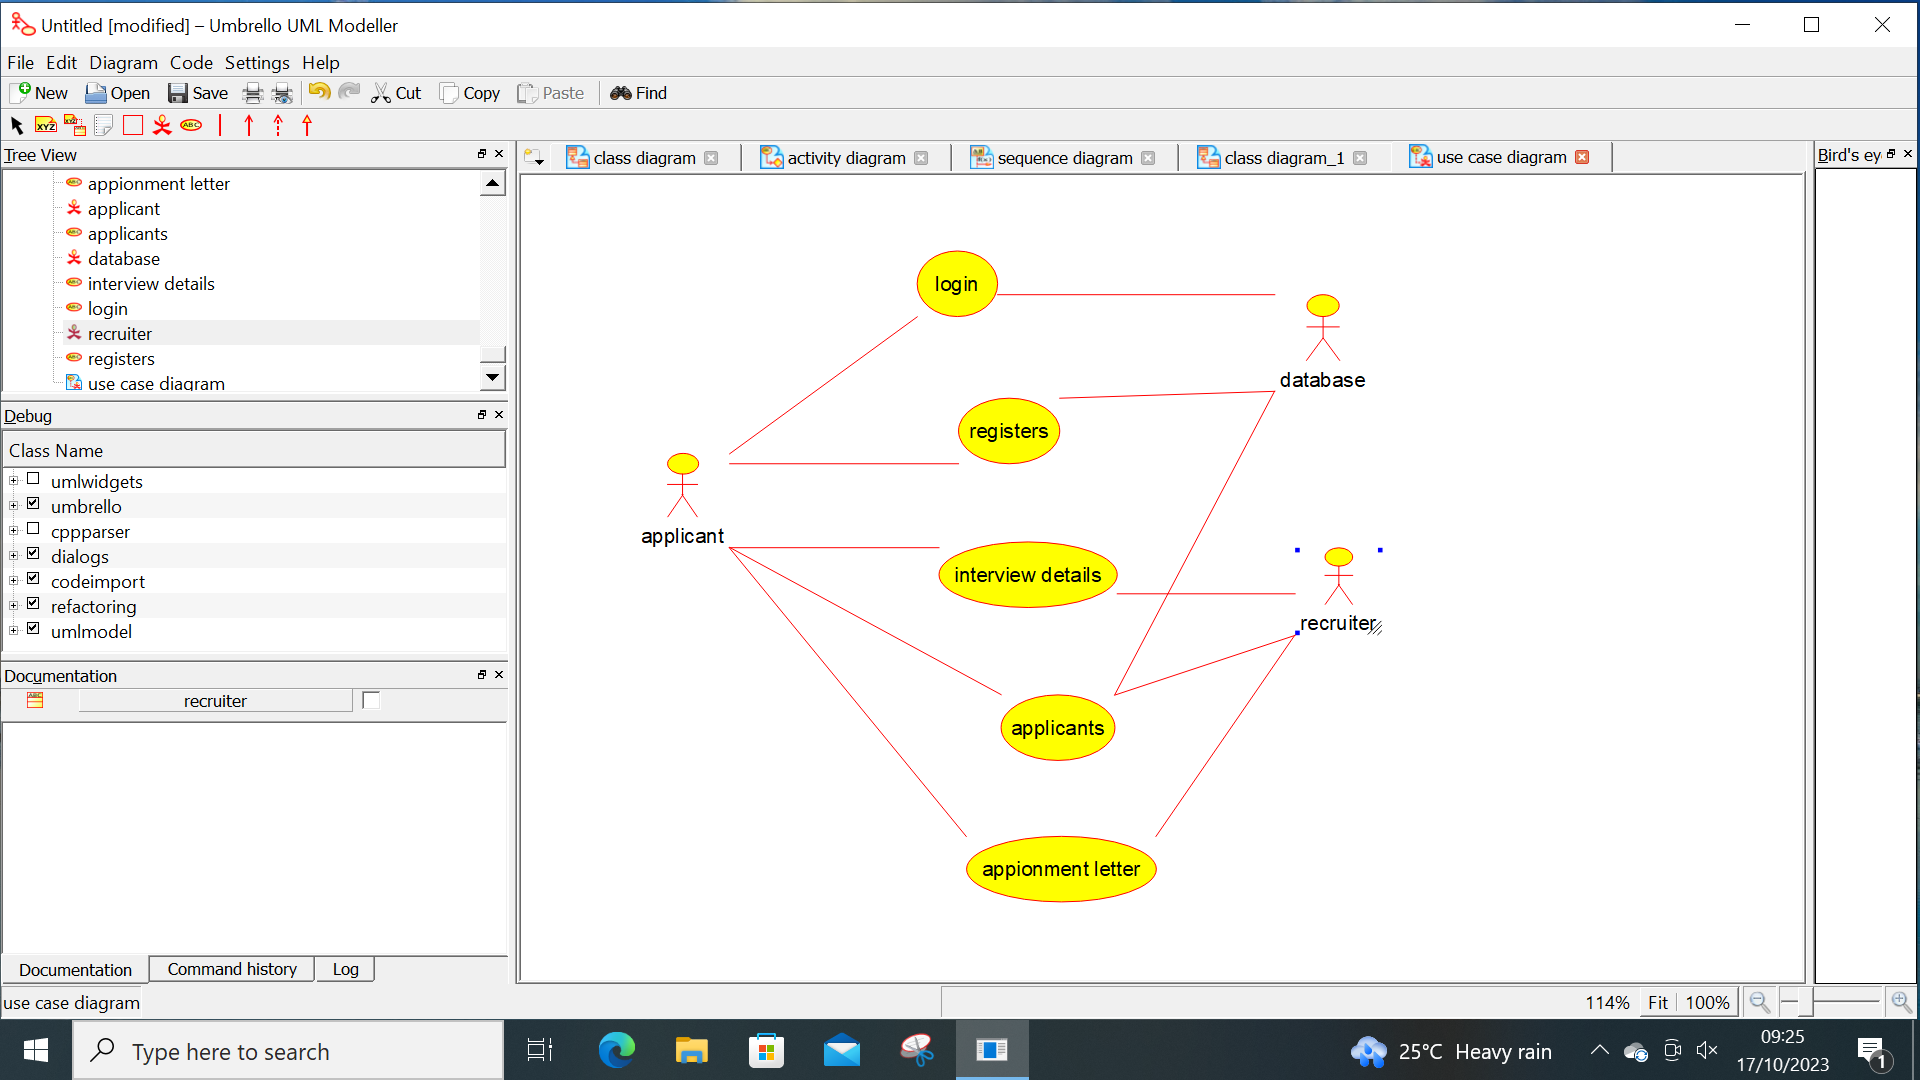 Untitled [modified] – Umbrello UML Modeller
File Edit Diagram Code Settings Help
New Open Save Cut Copy Paste Find
XYZ XYZ ABC
Tree View
appionment letter
applicant
applicants
database
interview details
login
recruiter
registers
use case diagram
Debug
Class Name
umlwidgets
umbrello
cppparser
dialogs
codeimport
refactoring
umlmodel
Documentation
recruiter
Documentation Command history Log
use case diagram
class diagram activity diagram sequence diagram class diagram_1 use case diagram
Bird's ey
login
database
registers
applicant
interview details
recruiter
applicants
appionment letter
114% Fit 100%
Type here to search
25°C Heavy rain
09:25
17/10/2023
1